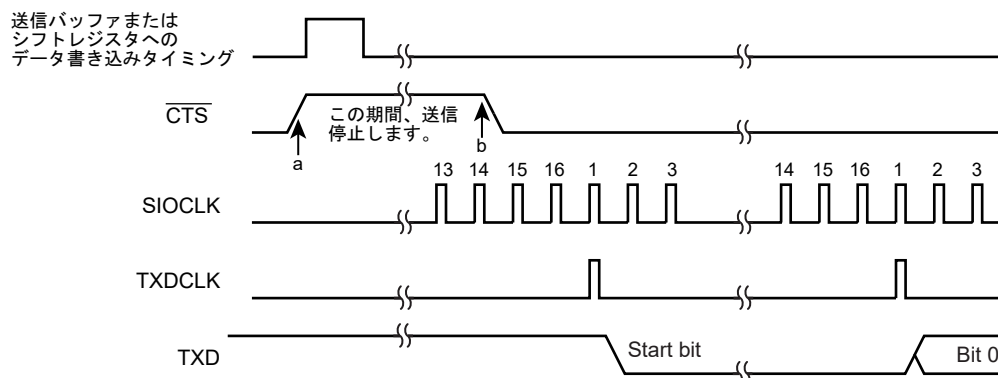 送信バッファまたは
シフトレジスタへの
データ書き込みタイミング
CTS
この期間、送信
停止します。
a
b
13 14 15 16 1 2 3 14 15 16 1 2 3
SIOCLK
TXDCLK
TXD
Start bit
Bit 0